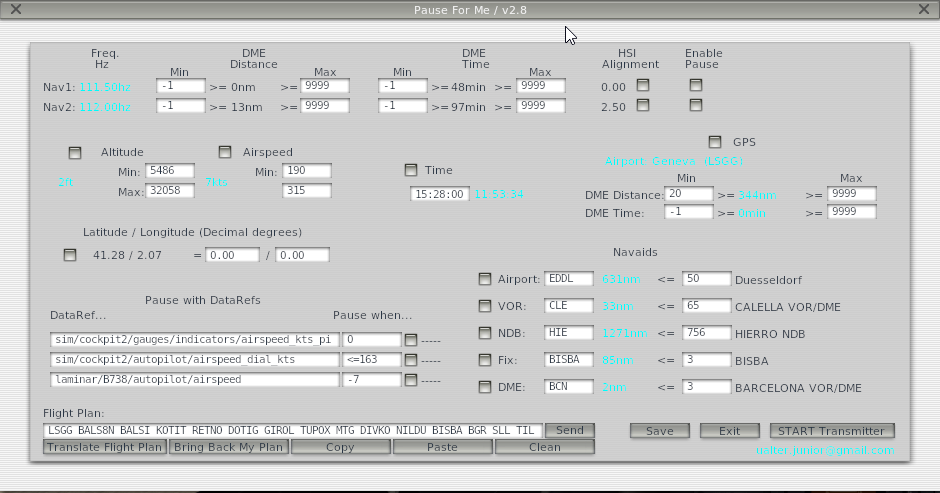 Pause For Me / v2.8
Freq. Hz DME Distance DME Time HSI Alignment Enable Pause
Min Max Min Max
Nav1: 111.50hz -1 >= 0nm >= 9999 -1 >= 48min >= 9999 0.00
Nav2: 112.00hz -1 >= 13nm >= 9999 -1 >= 97min >= 9999 2.50
Altitude Airspeed Time GPS
Airport: Geneva (LSGG)
2ft Min: 5486 7kts Min: 190
Max: 32058 315
15:28:00 11:53:34
Min Max
DME Distance: 20 >= 344nm >= 9999
DME Time: -1 >= 0min >= 9999
Latitude / Longitude (Decimal degrees)
41.28 / 2.07 = 0.00 / 0.00
Navaids
Airport: EDDL 631nm <= 50 Duesseldorf
VOR: CLE 33nm <= 65 CALELLA VOR/DME
NDB: HIE 1271nm <= 756 HIERRO NDB
Fix: BISBA 85nm <= 3 BISBA
DME: BCN 2nm <= 3 BARCELONA VOR/DME
Pause with DataRefs
DataRef... Pause when...
sim/cockpit2/gauges/indicators/airspeed_kts_pi 0 -----
sim/cockpit2/autopilot/airspeed_dial_kts <=163 -----
laminar/B738/autopilot/airspeed -7 -----
Flight Plan:
LSGG BALS8N BALSI KOTIT RETNO DOTIG GIROL TUPOX MTG DIVKO NILDU BISBA BGR SLL TIL Send
Translate Flight Plan Bring Back My Plan Copy Paste Clean
Save Exit START Transmitter
ualter.junior@gmail.com